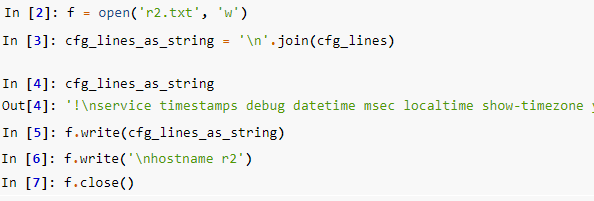 In [2]: f = open('r2.txt', 'w')
In [3]: cfg_lines_as_string = '\n'.join(cfg_lines)
In [4]: cfg_lines_as_string
Out[4]: '!\nservice timestamps debug datetime msec localtime show-timezone
In [5]: f.write(cfg_lines_as_string)
In [6]: f.write('\nhostname r2')
In [7]: f.close()